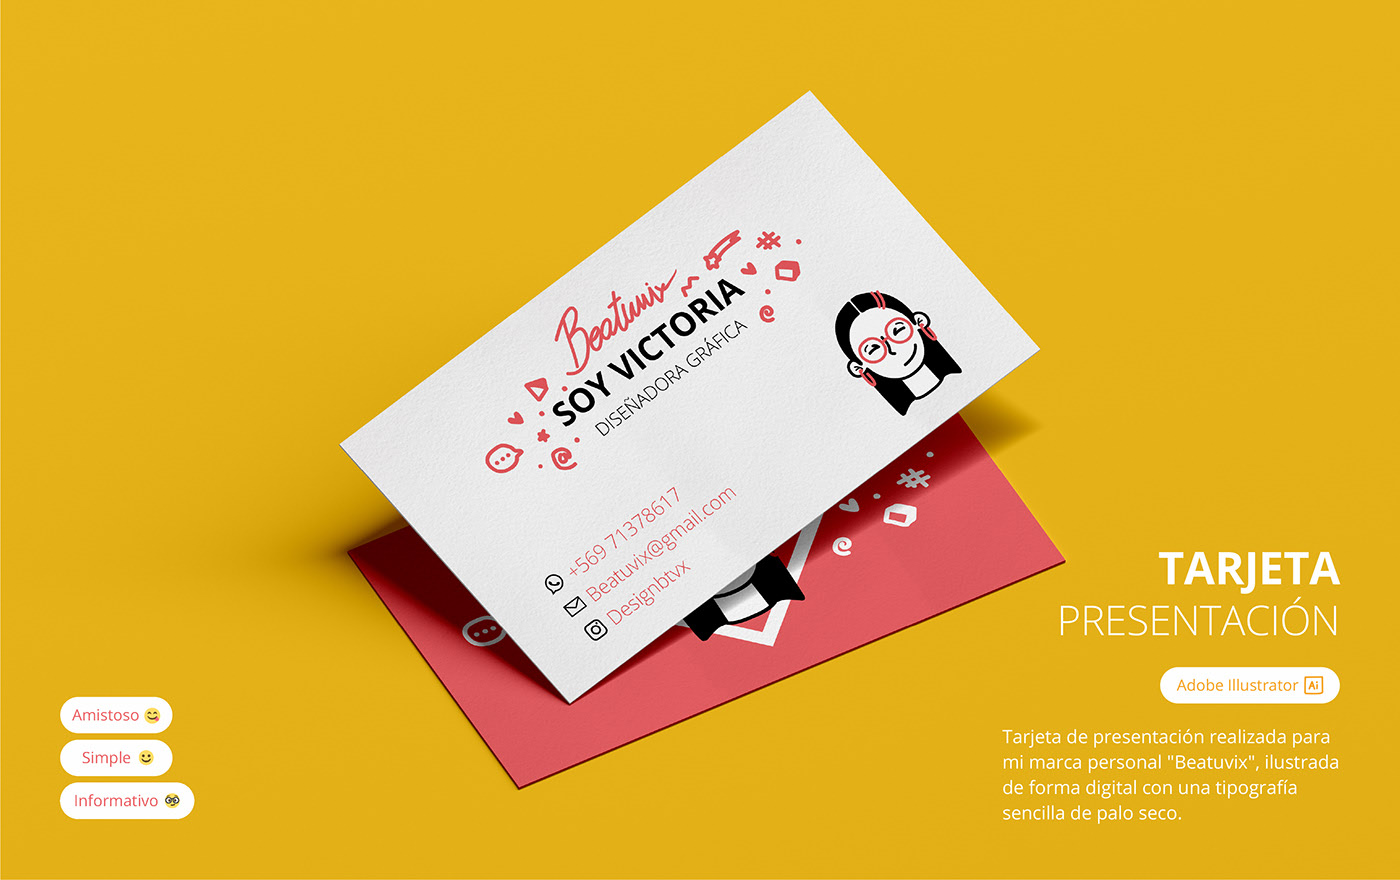 Beatuvix
SOY VICTORIA
DISEÑADORA GRÁFICA
+569 71378617
Beatuvix@gmail.com
Designbtvx
TARJETA
PRESENTACIÓN
Adobe Illustrator Ai
Tarjeta de presentación realizada para
mi marca personal "Beatuvix", ilustrada
de forma digital con una tipografía
sencilla de palo seco.
Amistoso 😋
Simple 🙂
Informativo 🤓